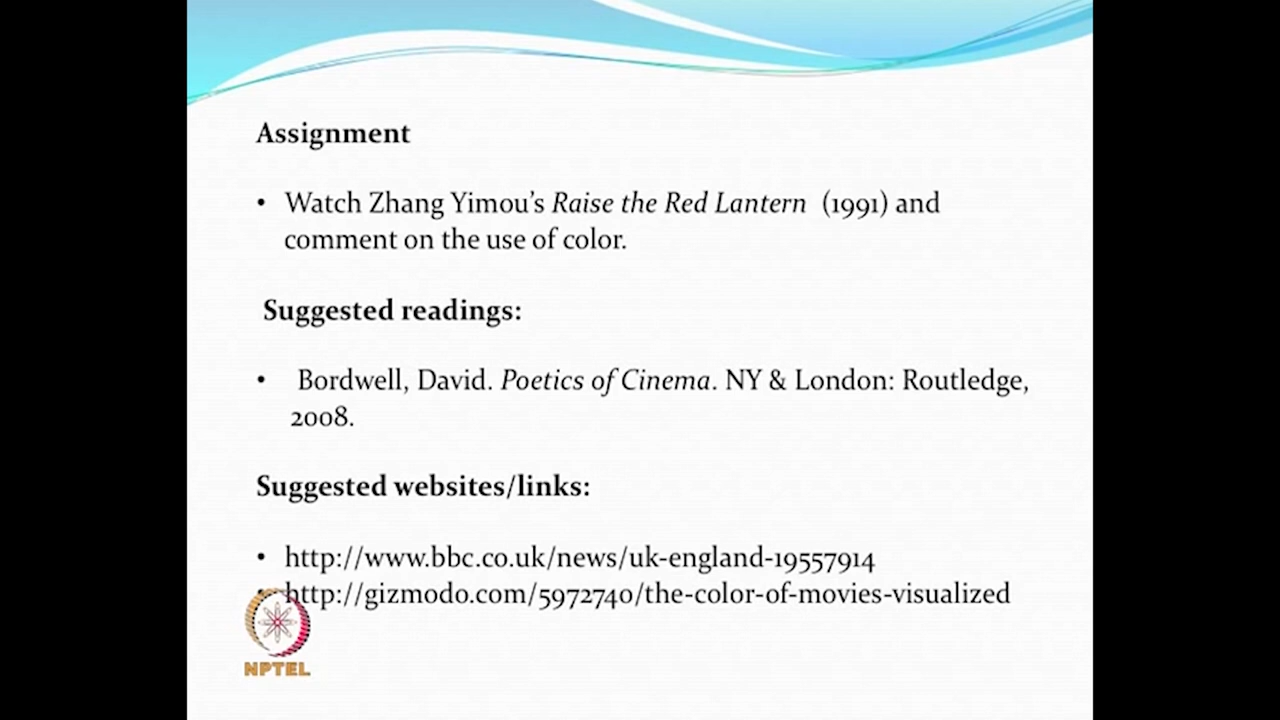 Assignment
• Watch Zhang Yimou's Raise the Red Lantern (1991) and
comment on the use of color.
Suggested readings:
• Bordwell, David. Poetics of Cinema. NY & London: Routledge,
2008.
Suggested websites/links:
• http://www.bbc.co.uk/news/uk-england-19557914
• http://gizmodo.com/5972740/the-color-of-movies-visualized
NPTEL